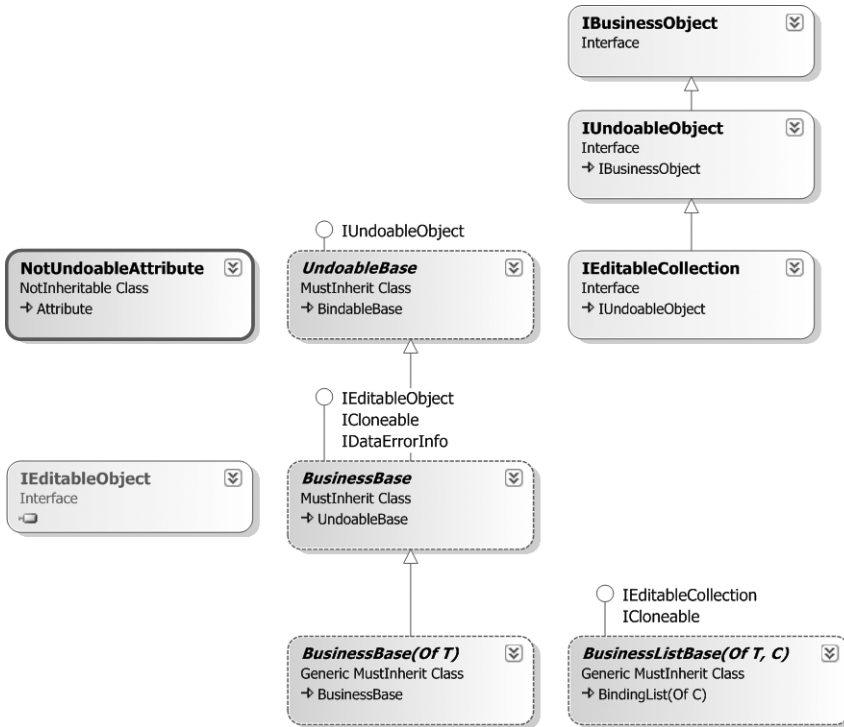 IBusinessObject
Interface
IUndoableObject
Interface
IBusinessObject
IUndoableObject
NotUndoableAttribute
NotInheritable Class
Attribute
UndoableBase
MustInherit Class
BindableBase
IEditableCollection
Interface
IUndoableObject
IEditableObject
ICloneable
IDataErrorInfo
IEditableObject
Interface
BusinessBase
MustInherit Class
UndoableBase
IEditableCollection
ICloneable
BusinessBase(Of T)
Generic MustInherit Class
BusinessBase
BusinessListBase(Of T, C)
Generic MustInherit Class
BindingList(Of C)